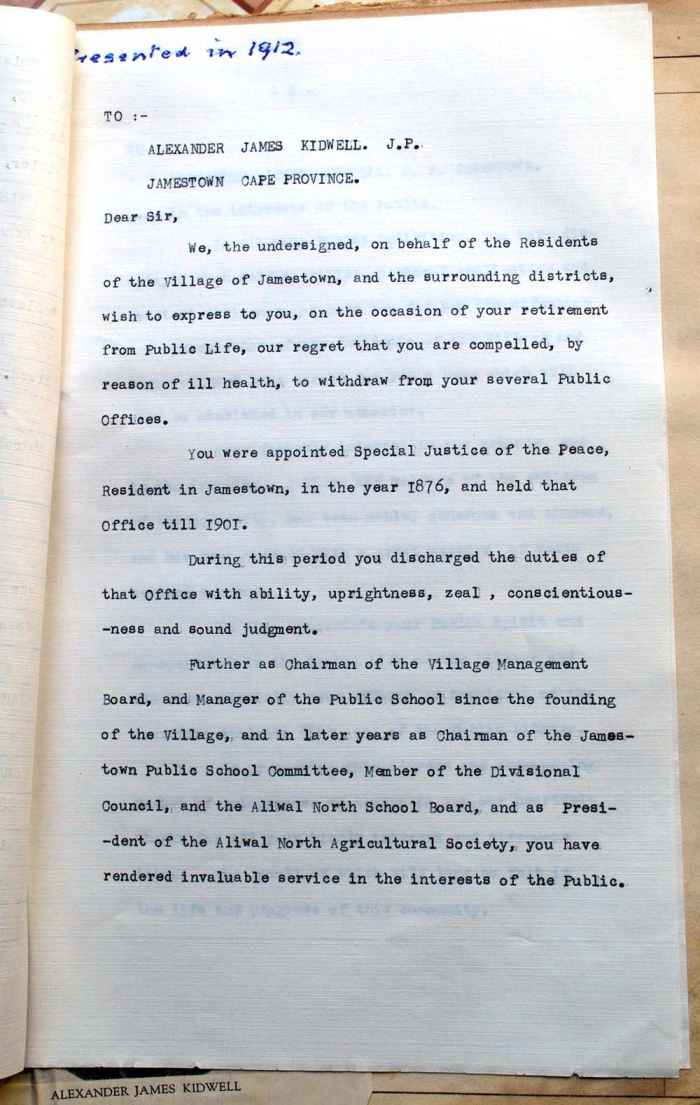 Presented in 1912.
TO :-
ALEXANDER JAMES KIDWELL. J.P.
JAMESTOWN CAPE PROVINCE.
Dear Sir,
We, the undersigned, on behalf of the Residents
of the Village of Jamestown, and the surrounding districts,
wish to express to you, on the occasion of your retirement
from Public Life, our regret that you are compelled, by
reason of ill health, to withdraw from your several Public
Offices.
You were appointed Special Justice of the Peace,
Resident in Jamestown, in the year 1876, and held that
Office till 1901.
During this period you discharged the duties of
that Office with ability, uprightness, zeal , conscientious-
-ness and sound judgment.
Further as Chairman of the Village Management
Board, and Manager of the Public School since the founding
of the Village, and in later years as Chairman of the James-
town Public School Committee, Member of the Divisional
Council, and the Aliwal North School Board, and as Presi-
-dent of the Aliwal North Agricultural Society, you have
rendered invaluable service in the interests of the Public.
the life and progress of this community.
ALEXANDER JAMES KIDWELL